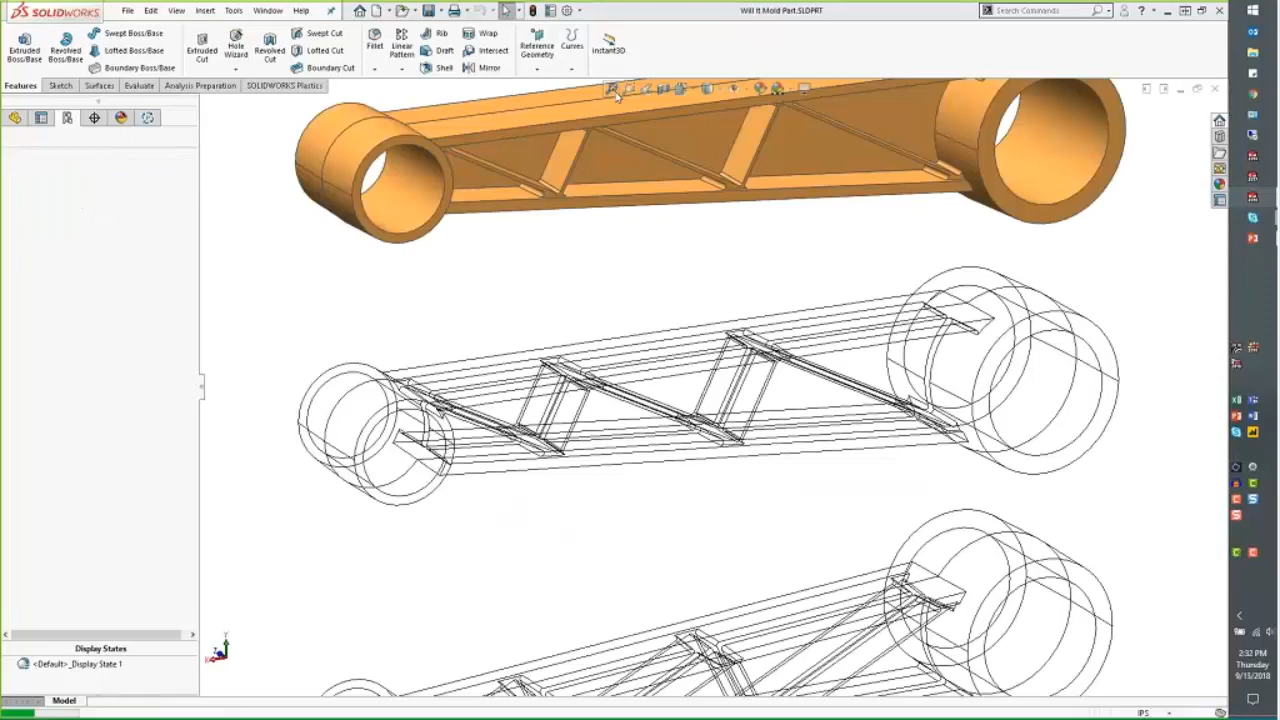 SOLIDWORKS File Edit View Insert Tools Window Help Will It Mold Part.SLDPRT Search Commands
Extruded Boss/Base
Revolved Boss/Base
Swept Boss/Base
Lofted Boss/Base
Boundary Boss/Base
Extruded Cut
Hole Wizard
Revolved Cut
Swept Cut
Lofted Cut
Boundary Cut
Fillet
Linear Pattern
Rib
Draft
Shell
Wrap
Intersect
Mirror
Reference Geometry
Curves
Instant3D
Features Sketch Surfaces Evaluate Analysis Preparation SOLIDWORKS Plastics
Display States
<Default>_Display State 1
Model
IPS
2:32 PM
Thursday
9/13/2018